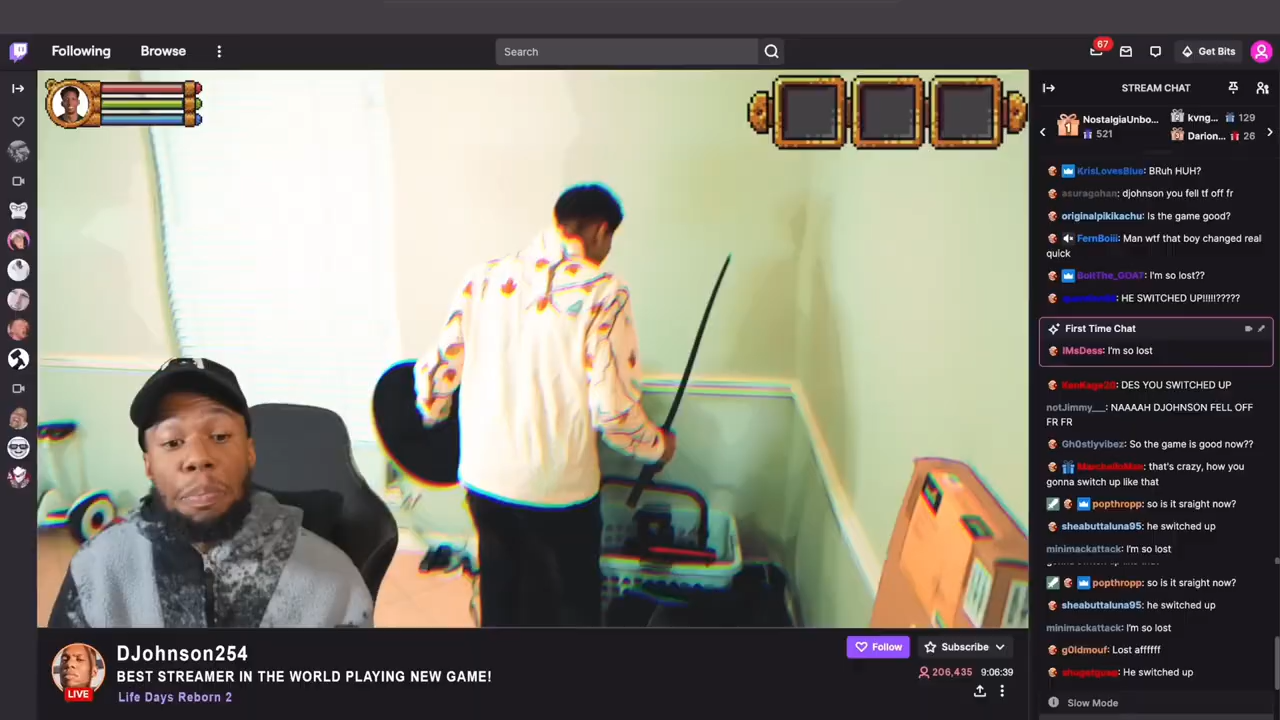 Following
Browse
Search
67
Get Bits
STREAM CHAT
1
NostalgiaUnbo...
521
kvng...
129
Darion...
26
KrisLovesBlue: BRuh HUH?
asuragohan: djohnson you fell tf off fr
originalpikikachu: Is the game good?
FernBoiii: Man wtf that boy changed real
quick
BoltThe_GOAT: I'm so lost??
: HE SWITCHED UP!!!!!?????
First Time Chat
IMsDess: I'm so lost
KenKage28: DES YOU SWITCHED UP
notJimmy___: NAAAAH DJOHNSON FELL OFF
FR FR
Gh0stlyvibez: So the game is good now??
: that's crazy, how you
gonna switch up like that
popthropp: so is it sraight now?
sheabuttaluna95: he switched up
minimackattack: I'm so lost
popthropp: so is it sraight now?
sheabuttaluna95: he switched up
minimackattack: I'm so lost
g0ldmouf: Lost affffff
: He switched up
Slow Mode
DJohnson254
BEST STREAMER IN THE WORLD PLAYING NEW GAME!
Life Days Reborn 2
LIVE
Follow
Subscribe
206,435
9:06:39